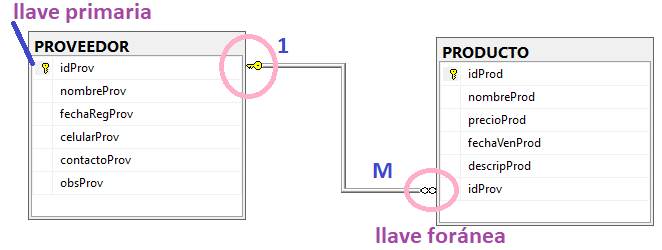 llave primaria
PROVEEDOR
idProv
nombreProv
fechaRegProv
celularProv
contactoProv
obsProv
1
M
PRODUCTO
idProd
nombreProd
precioProd
fechaVenProd
descripProd
idProv
llave foránea